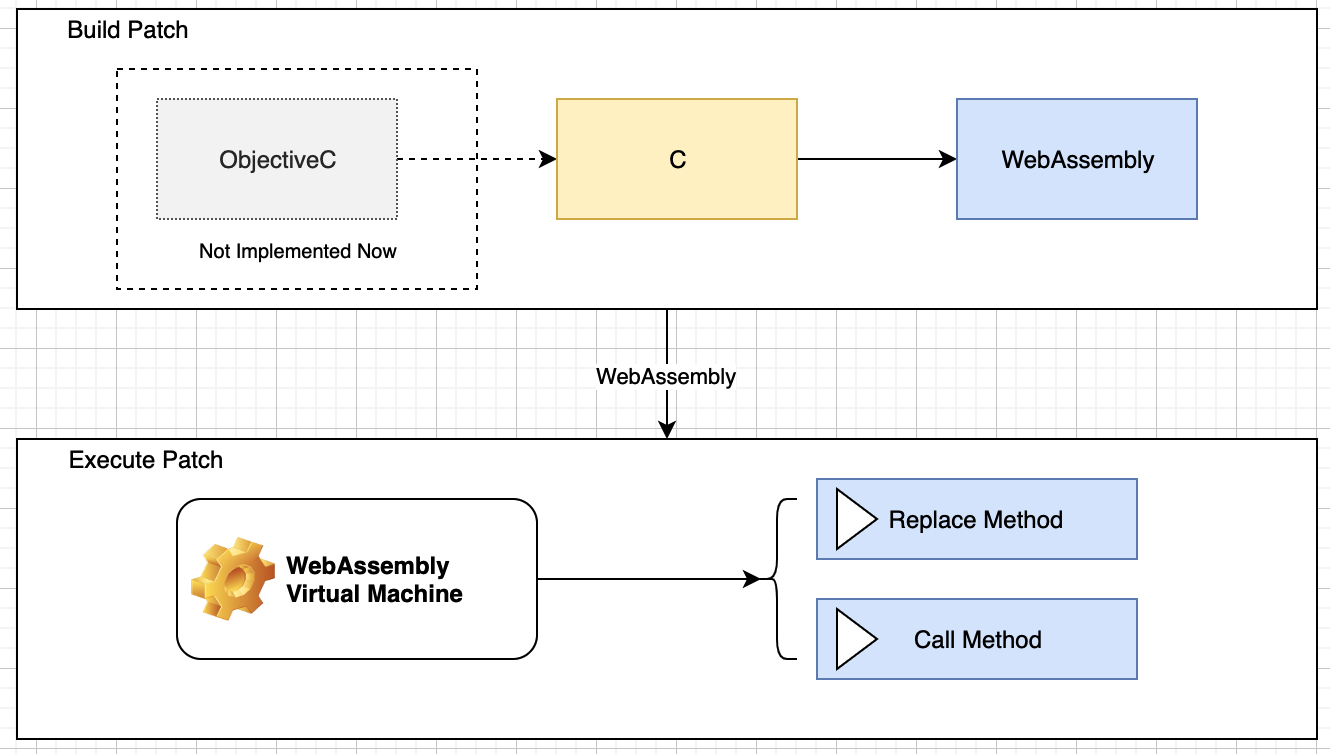 Build Patch
ObjectiveC
C
WebAssembly
Not Implemented Now
WebAssembly
Execute Patch
WebAssembly
Virtual Machine
Replace Method
Call Method